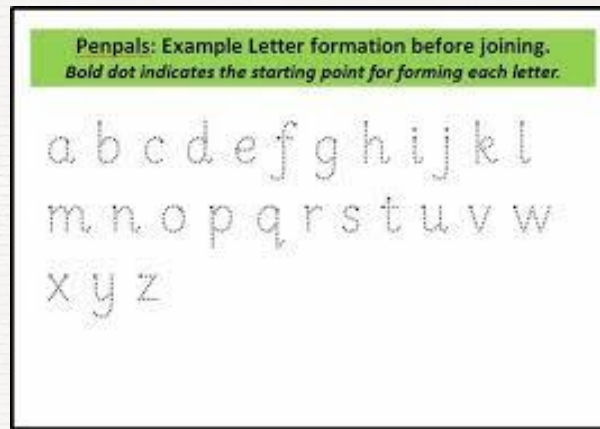 Penpals: Example Letter formation before joining.
Bold dot indicates the starting point for forming each letter.
a b c d e f g h i j k l
m n o p q r s t u v w
x y z